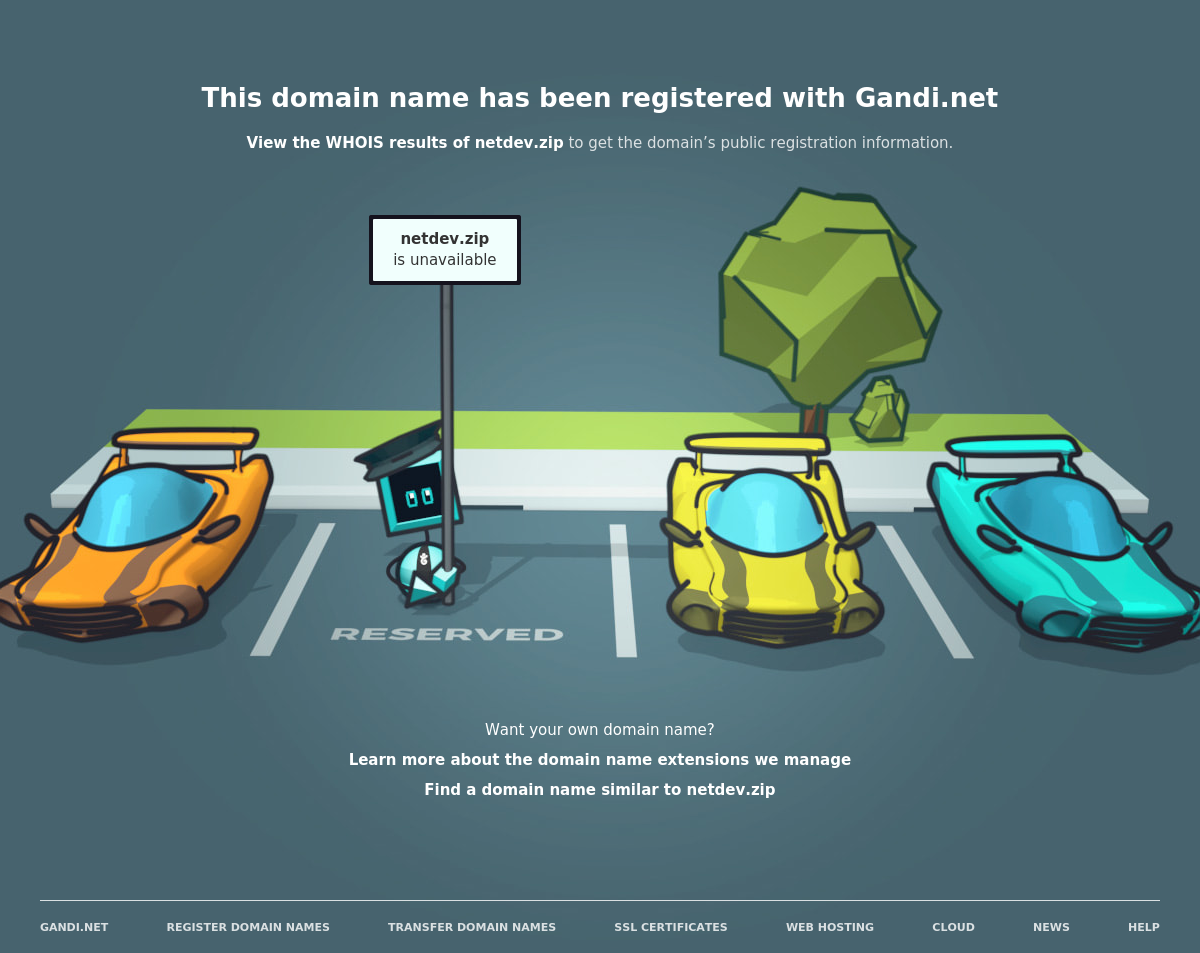 This domain name has been registered with Gandi.net
View the WHOIS results of netdev.zip to get the domain’s public registration information.
netdev.zip
is unavailable
RESERVED
Want your own domain name?
Learn more about the domain name extensions we manage
Find a domain name similar to netdev.zip
GANDI.NET REGISTER DOMAIN NAMES TRANSFER DOMAIN NAMES SSL CERTIFICATES WEB HOSTING CLOUD NEWS HELP